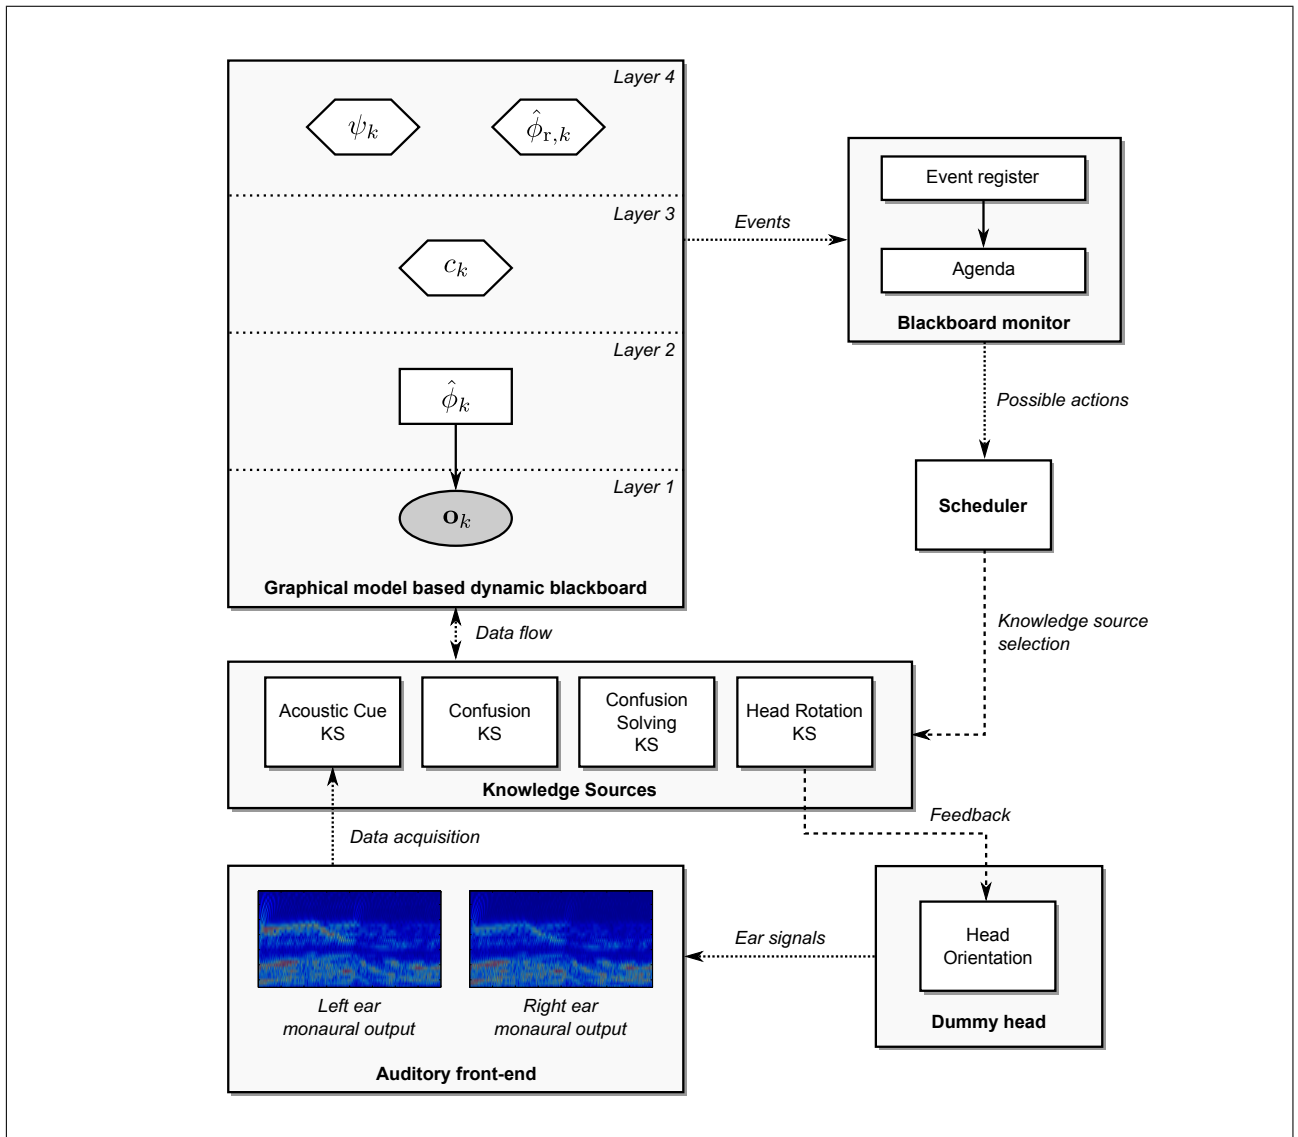 Layer 4
ψ_k
ϕ̂_{r,k}
Layer 3
c_k
Layer 2
ϕ̂_k
Layer 1
o_k
Graphical model based dynamic blackboard
Events
Event register
Agenda
Blackboard monitor
Possible actions
Scheduler
Knowledge source
selection
Data flow
Acoustic Cue
KS
Confusion
KS
Confusion
Solving
KS
Head Rotation
KS
Knowledge Sources
Data acquisition
Feedback
Left ear
monaural output
Right ear
monaural output
Auditory front-end
Ear signals
Head
Orientation
Dummy head